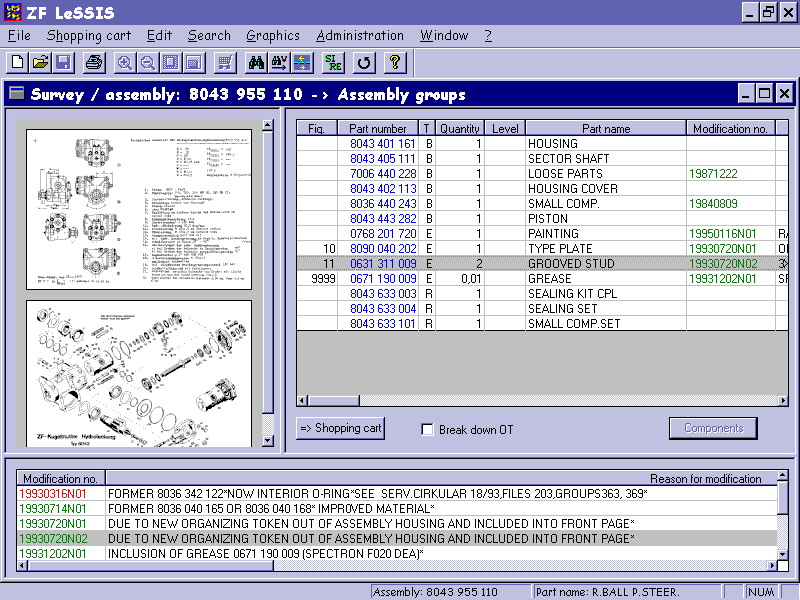 ZF LeSSIS
File Shopping cart Edit Search Graphics Administration Window ?
SI
RE
Survey / assembly: 8043 955 110 -> Assembly groups
Fig. Part number T Quantity Level Part name Modification no.
8043 401 161 B 1 HOUSING
8043 405 111 B 1 SECTOR SHAFT
7006 440 228 B 1 LOOSE PARTS 19871222
8043 402 113 B 1 HOUSING COVER
8036 440 243 B 1 SMALL COMP. 19840809
8043 443 282 B 1 PISTON
0768 201 720 E 1 PAINTING 19950116N01
10 8090 040 202 E 1 TYPE PLATE 19930720N01
11 0631 311 009 E 2 GROOVED STUD 19930720N02
9999 0671 190 009 E 0,01 GREASE 19931202N01
8043 633 003 R 1 SEALING KIT CPL
8043 633 004 R 1 SEALING SET
8043 633 101 R 1 SMALL COMP.SET
ZF-Kugelmutter Hydrolenkung
Typ 8043
=> Shopping cart Break down OT Components
Modification no. Reason for modification
19930316N01 FORMER 8036 342 122*NOW INTERIOR O-RING*SEE SERV.CIRKULAR 18/93,FILES 203,GROUPS363, 369*
19930714N01 FORMER 8036 040 165 OR 8036 040 168* IMPROVED MATERIAL*
19930720N01 DUE TO NEW ORGANIZING TOKEN OUT OF ASSEMBLY HOUSING AND INCLUDED INTO FRONT PAGE*
19930720N02 DUE TO NEW ORGANIZING TOKEN OUT OF ASSEMBLY HOUSING AND INCLUDED INTO FRONT PAGE*
19931202N01 INCLUSION OF GREASE 0671 190 009 (SPECTRON F020 DEA)*
Assembly: 8043 955 110 Part name: R.BALL P.STEER. NUM